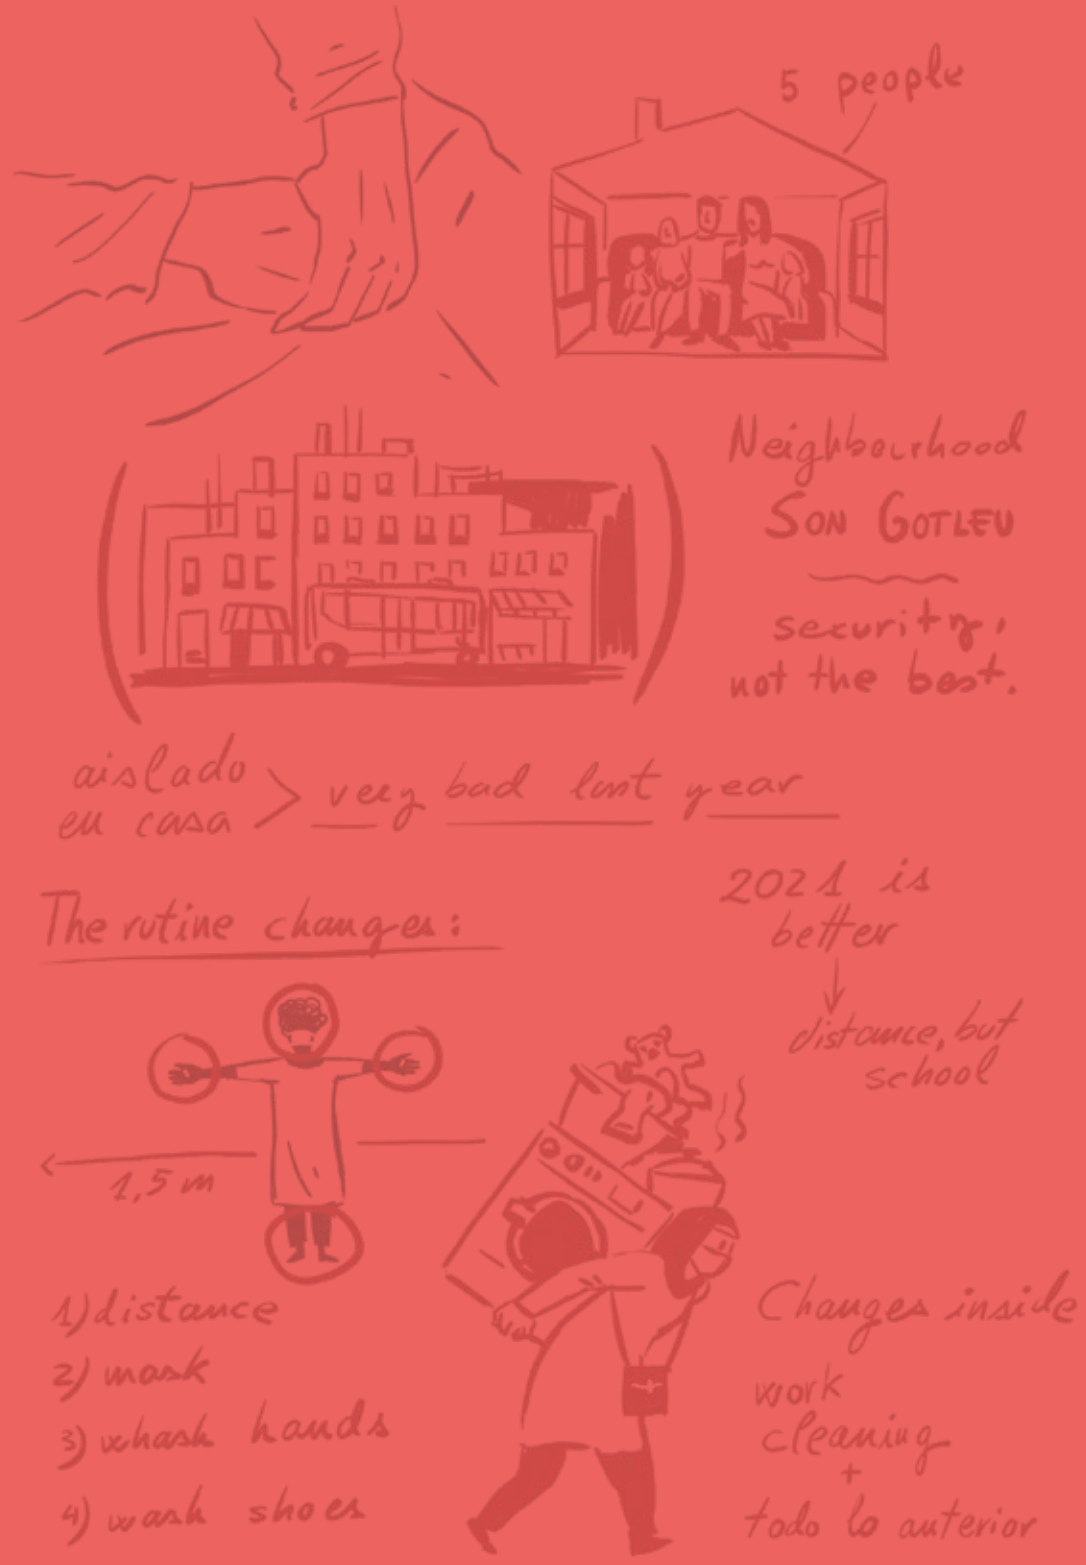 5 people
Neighbourhood
SON GOTLEU
security,
not the best.
aislado
en casa > very bad last year
2021 is
better
distance, but
school
The rutine changes:
1,5 m
1) distance
2) mask
3) whash hands
4) wash shoes
Changes inside
work
cleaning
+
todo lo anterior